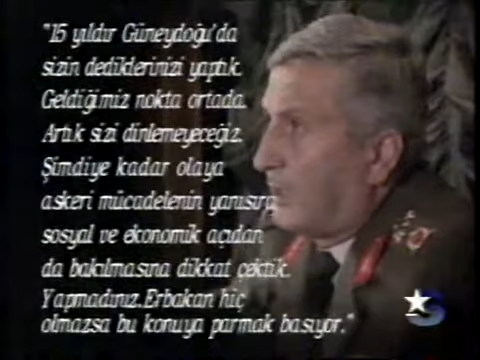 "15 yıldır Güneydoğu'da
sizin dediklerinizi yaptık.
Geldiğimiz nokta ortada.
Artık sizi dinlemeyeceğiz.
Şimdiye kadar olaya
askeri mücadelenin yanısıra
sosyal ve ekonomik açıdan
da bakılmasına dikkat çektik.
Yapmadınız.Erbakan hiç
olmazsa bu konuya parmak basıyor."